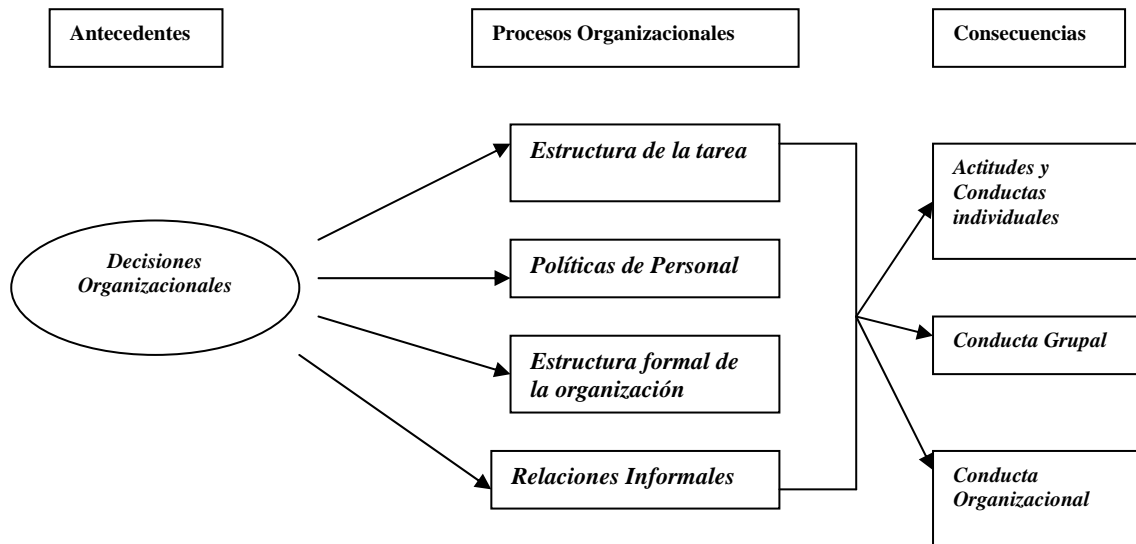 Antecedentes
Procesos Organizacionales
Consecuencias
Decisiones
Organizacionales
Estructura de la tarea
Políticas de Personal
Estructura formal de
la organización
Relaciones Informales
Actitudes y
Conductas
individuales
Conducta Grupal
Conducta
Organizacional